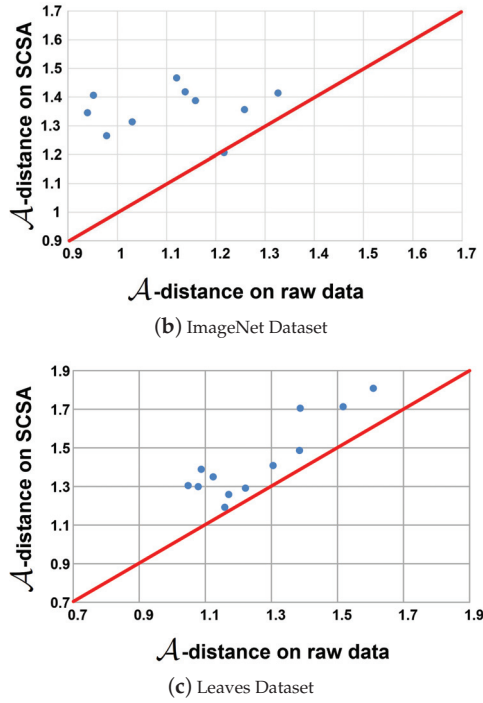 1.7
1.6
1.5
1.4
1.3
1.2
1.1
1
0.9
𝒜-distance on SCSA
0.9 1 1.1 1.2 1.3 1.4 1.5 1.6 1.7
𝒜-distance on raw data
(b) ImageNet Dataset
1.9
1.7
1.5
1.3
1.1
0.9
0.7
𝒜-distance on SCSA
0.7 0.9 1.1 1.3 1.5 1.7 1.9
𝒜-distance on raw data
(c) Leaves Dataset